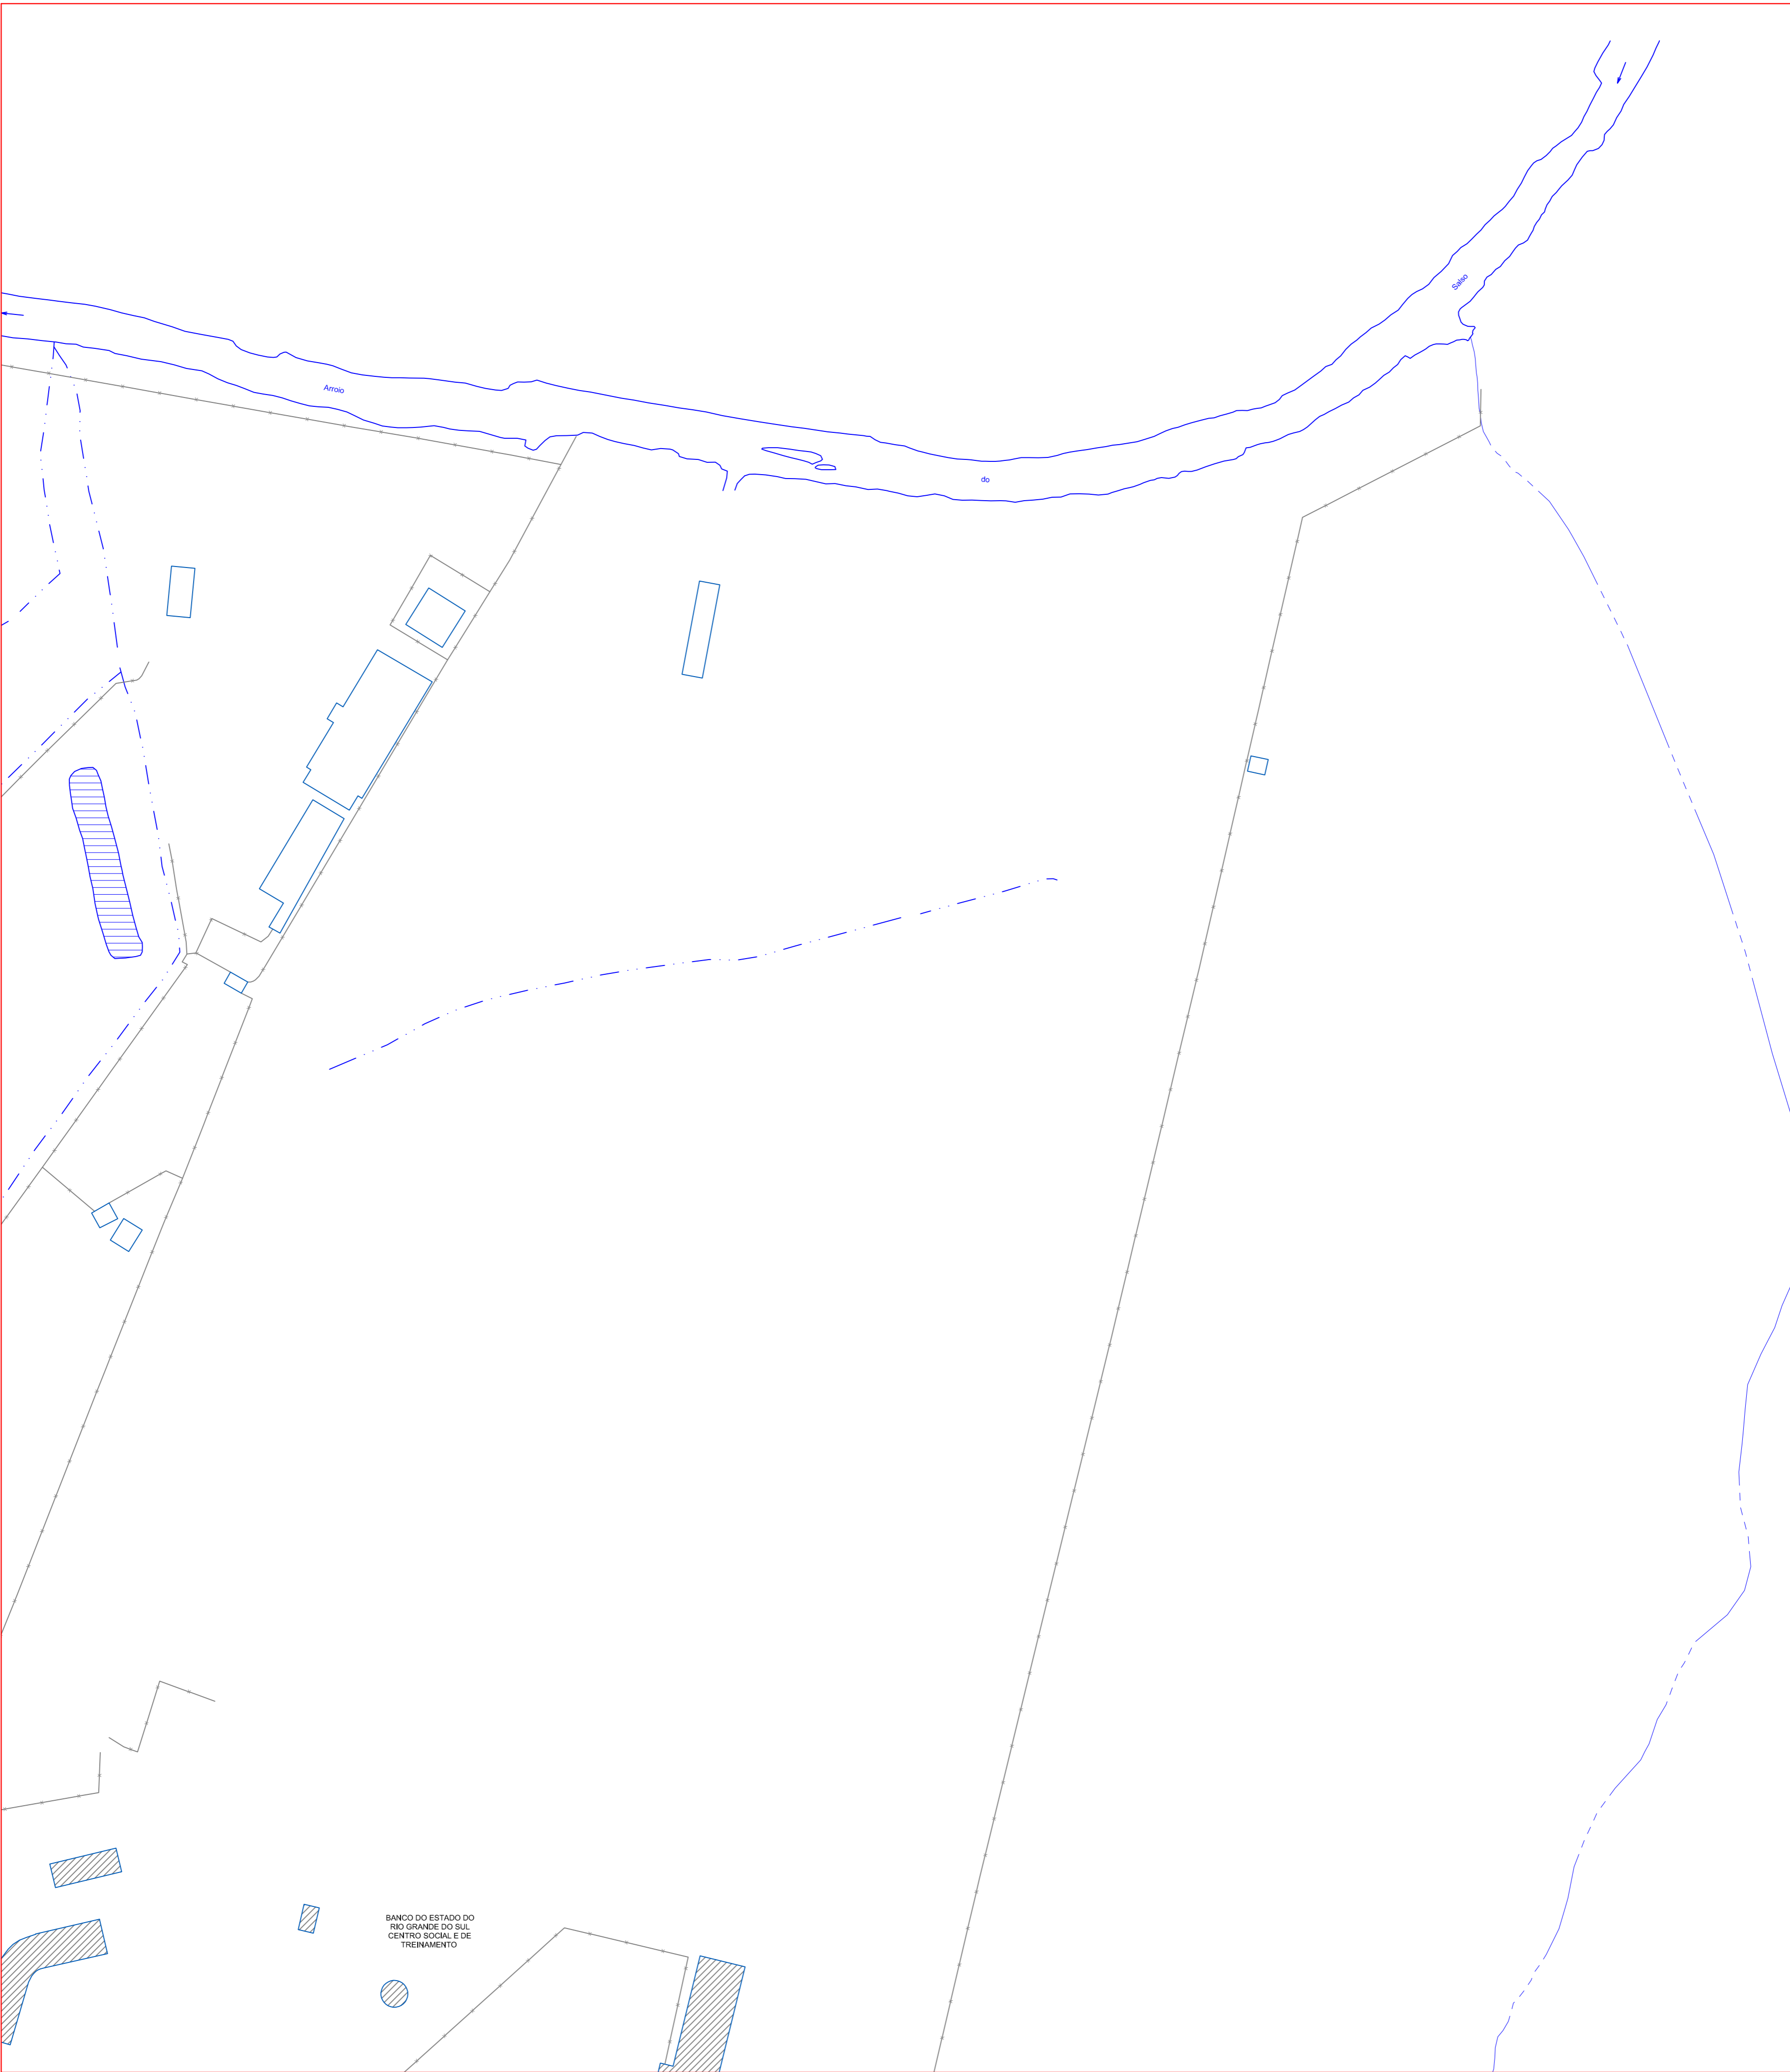 Salso
Arroio
do
BANCO DO ESTADO DO
RIO GRANDE DO SUL
CENTRO SOCIAL E DE
TREINAMENTO